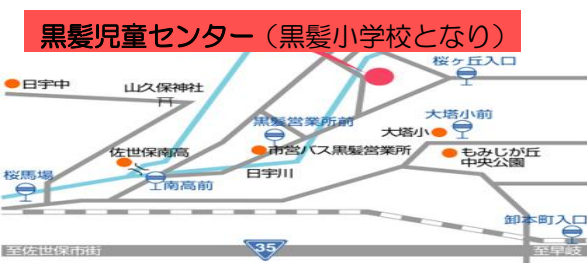 黒髪児童センター（黒髪小学校となり）
桜ヶ丘入口
日宇中
山久保神社
大塔小前
黒髪営業所前
大塔小
佐世保南高
市営バス黒髪営業所
もみじが丘
中央公園
桜馬場
日宇川
南高前
卸本町入口
至佐世保市街
35
至早岐